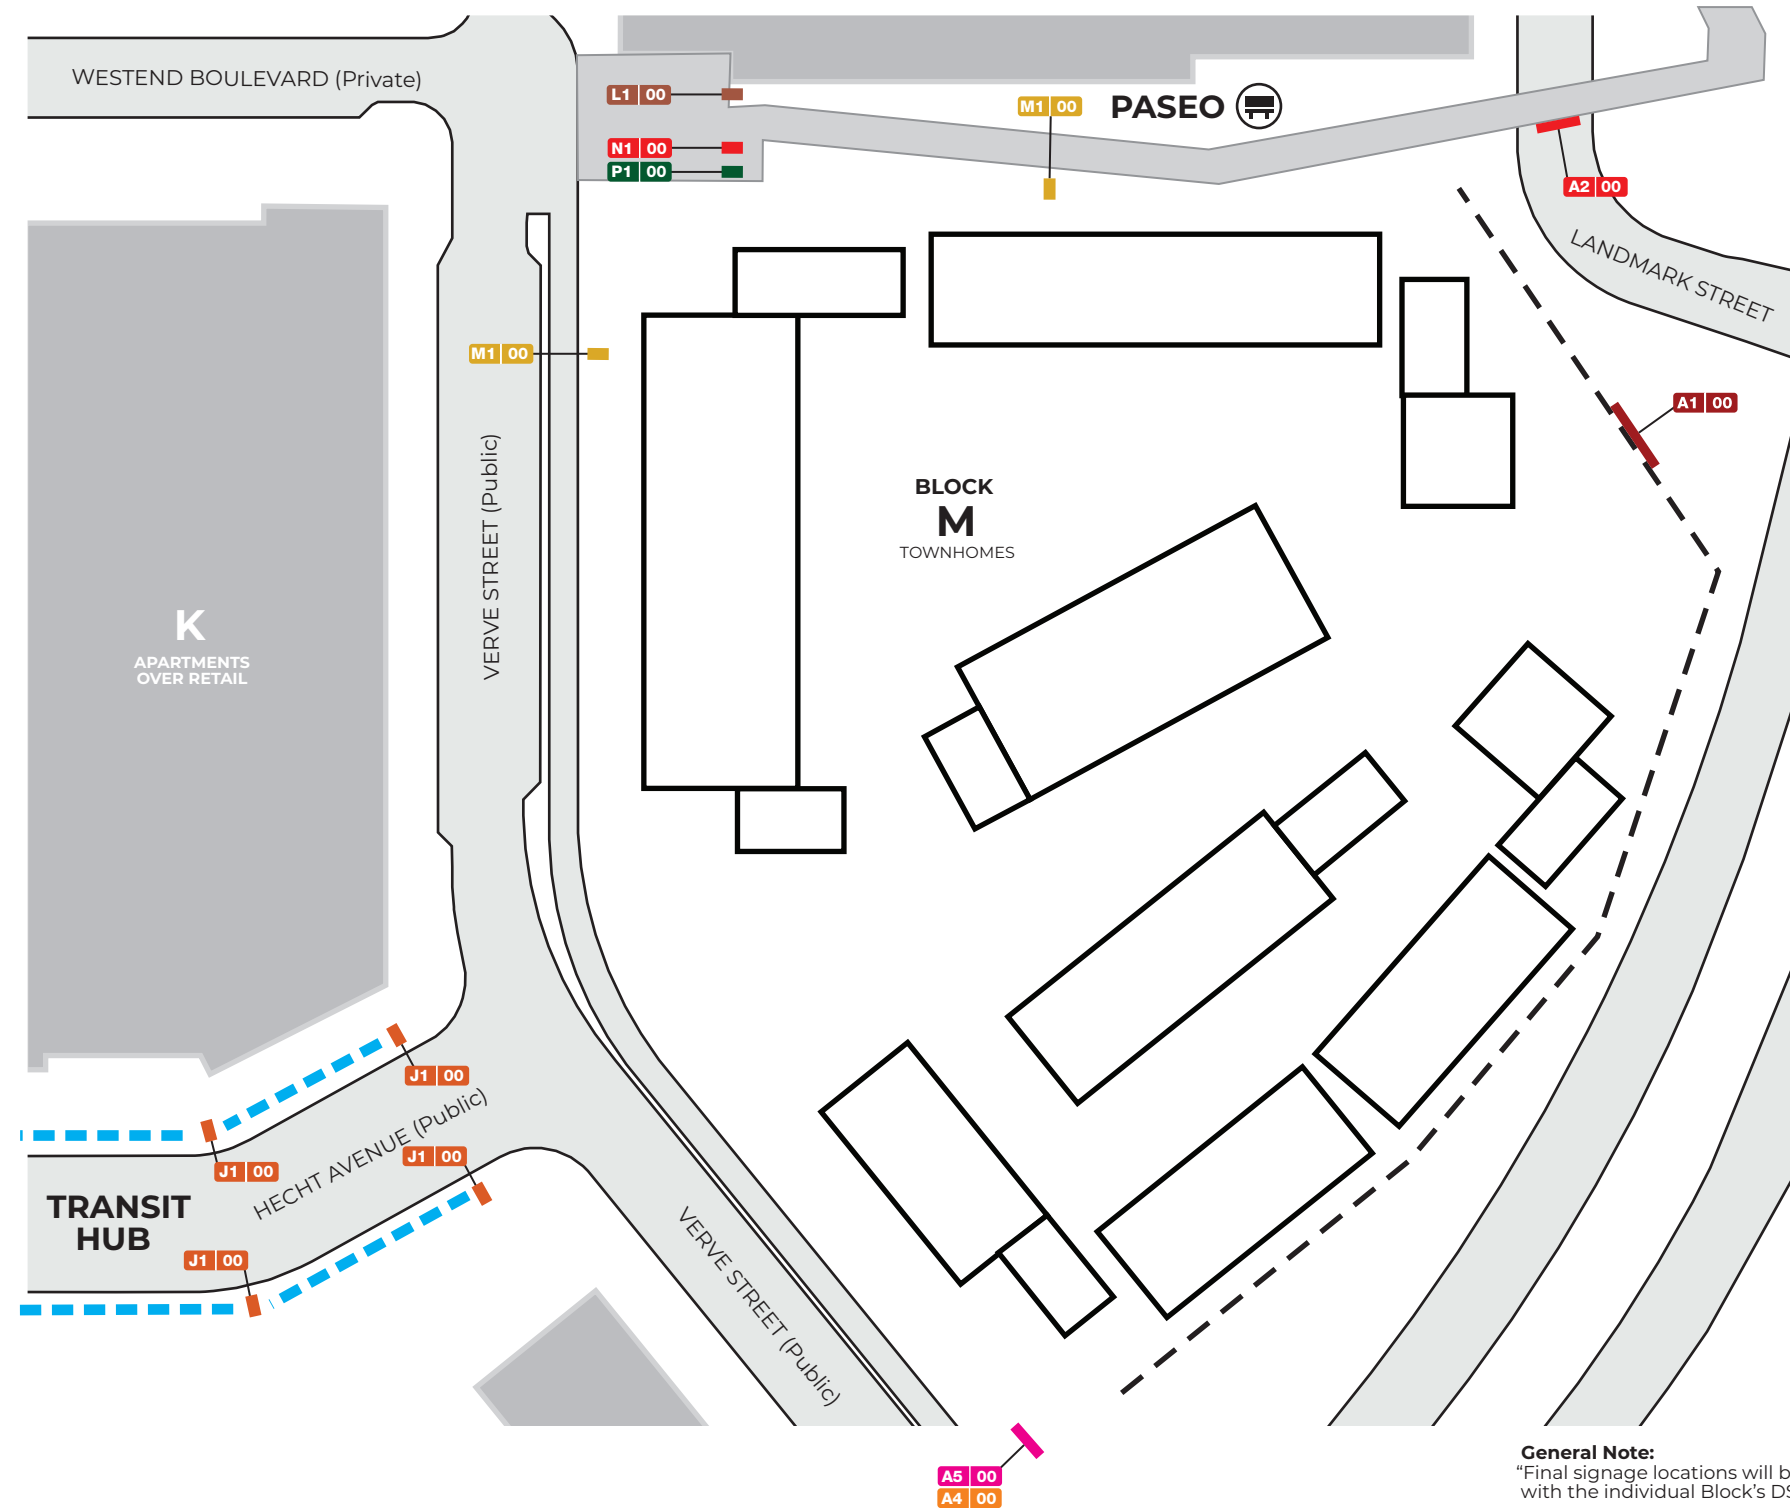 WESTEND BOULEVARD (Private)
L1 00
M1 00
PASEO
N1 00
P1 00
A2 00
LANDMARK STREET
M1 00
A1 00
VERVE STREET (Public)
BLOCK
M
TOWNHOMES
K
APARTMENTS
OVER RETAIL
J1 00
HECHT AVENUE (Public)
J1 00
J1 00
TRANSIT
HUB
J1 00
VERVE STREET (Public)
A5 00
A4 00
General Note:
“Final signage locations will b
with the individual Block’s DS